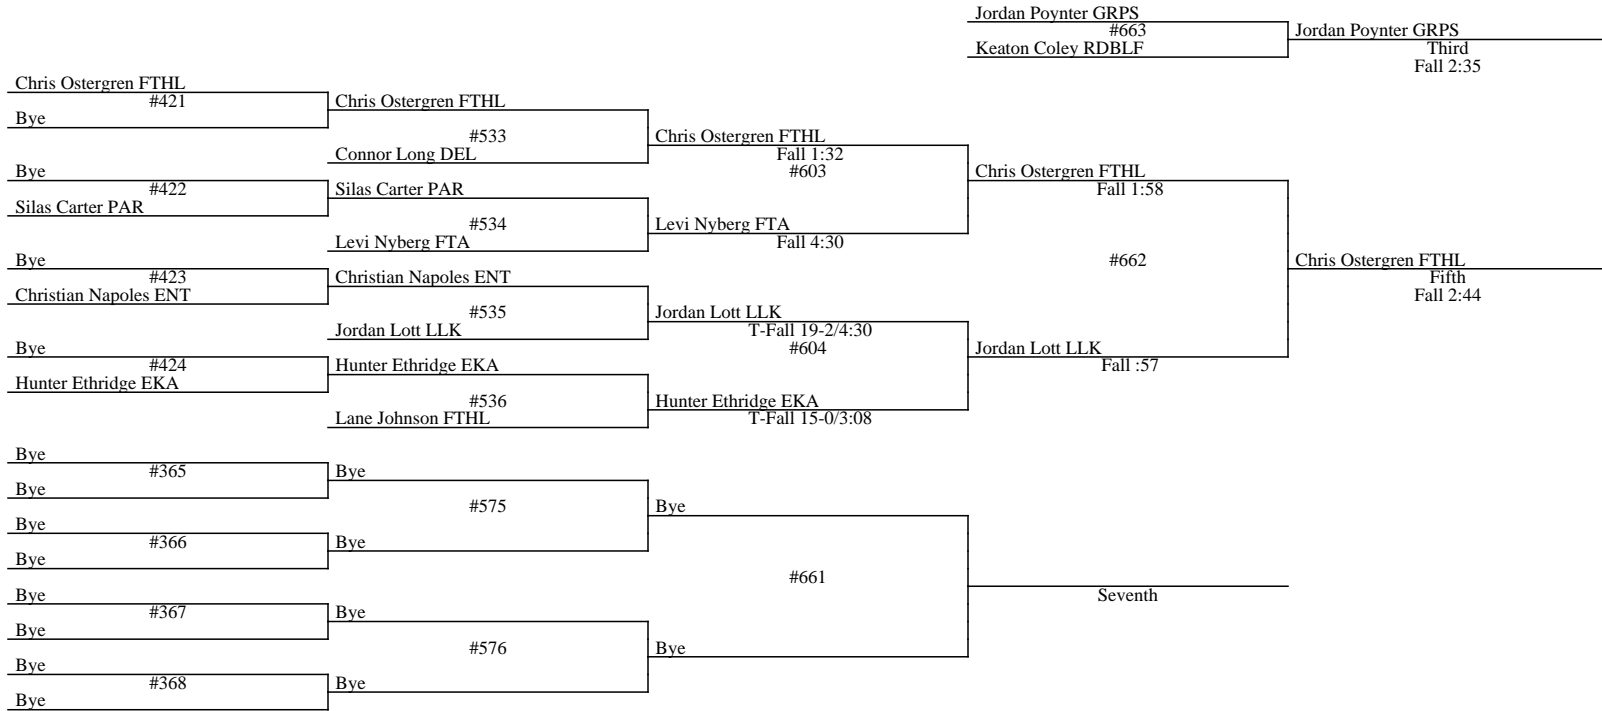 Jordan Poynter GRPS
#663
Keaton Coley RDBLF
Jordan Poynter GRPS
Third
Fall 2:35
Chris Ostergren FTHL
#421
Bye
Chris Ostergren FTHL
#533
Connor Long DEL
Chris Ostergren FTHL
Fall 1:32
#603
Bye
#422
Silas Carter PAR
Silas Carter PAR
#534
Levi Nyberg FTA
Levi Nyberg FTA
Fall 4:30
Chris Ostergren FTHL
Fall 1:58
#662
Bye
#423
Christian Napoles ENT
Christian Napoles ENT
#535
Jordan Lott LLK
Jordan Lott LLK
T-Fall 19-2/4:30
#604
Bye
#424
Hunter Ethridge EKA
Hunter Ethridge EKA
#536
Lane Johnson FTHL
Hunter Ethridge EKA
T-Fall 15-0/3:08
Jordan Lott LLK
Fall :57
Chris Ostergren FTHL
Fifth
Fall 2:44
Bye
#365
Bye
Bye
#575
Bye
#366
Bye
Bye
Bye
#661
Bye
#367
Bye
Bye
#576
Bye
#368
Bye
Bye
Bye
Seventh